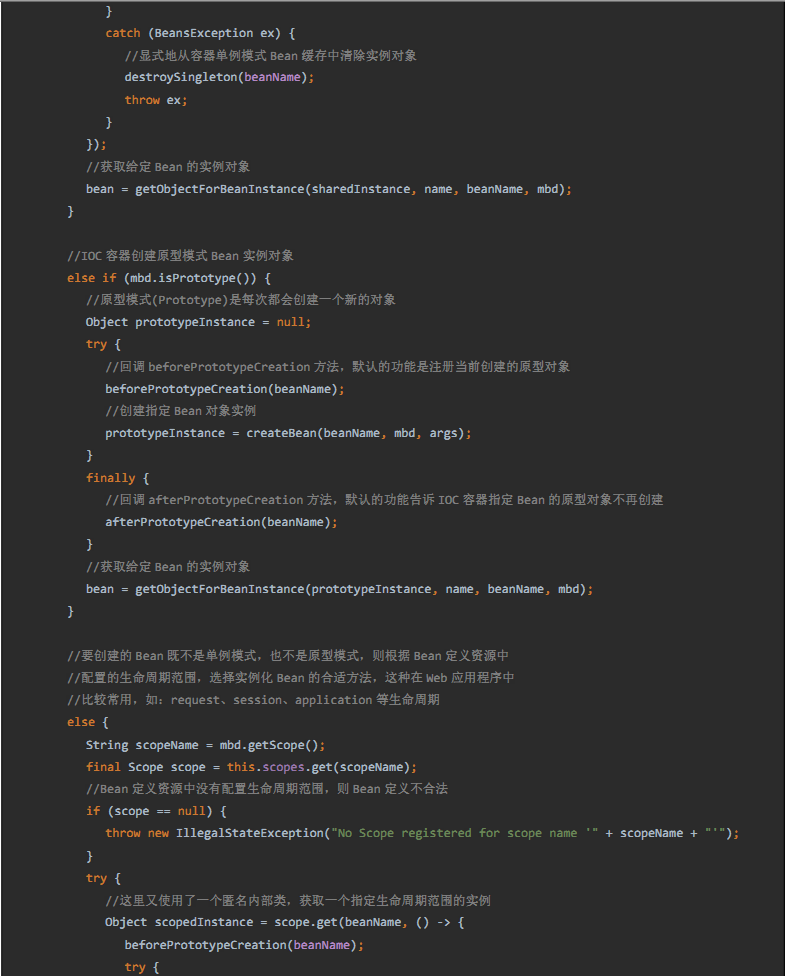 }
catch (BeansException ex) {
//显式地从容器单例模式 Bean 缓存中清除实例对象
destroySingleton(beanName);
throw ex;
}
});
//获取给定 Bean 的实例对象
bean = getObjectForBeanInstance(sharedInstance, name, beanName, mbd);
}
//IOC 容器创建原型模式 Bean 实例对象
else if (mbd.isPrototype()) {
//原型模式(Prototype)是每次都会创建一个新的对象
Object prototypeInstance = null;
try {
//回调 beforePrototypeCreation 方法，默认的功能是注册当前创建的原型对象
beforePrototypeCreation(beanName);
//创建指定 Bean 对象实例
prototypeInstance = createBean(beanName, mbd, args);
}
finally {
//回调 afterPrototypeCreation 方法，默认的功能告诉 IOC 容器指定 Bean 的原型对象不再创建
afterPrototypeCreation(beanName);
}
//获取给定 Bean 的实例对象
bean = getObjectForBeanInstance(prototypeInstance, name, beanName, mbd);
}
//要创建的 Bean 既不是单例模式，也不是原型模式，则根据 Bean 定义资源中
//配置的生命周期范围，选择实例化 Bean 的合适方法，这种在 Web 应用程序中
//比较常用，如：request、session、application 等生命周期
else {
String scopeName = mbd.getScope();
final Scope scope = this.scopes.get(scopeName);
//Bean 定义资源中没有配置生命周期范围，则 Bean 定义不合法
if (scope == null) {
throw new IllegalStateException("No Scope registered for scope name '" + scopeName + "'");
}
try {
//这里又使用了一个匿名内部类，获取一个指定生命周期范围的实例
Object scopedInstance = scope.get(beanName, () -> {
beforePrototypeCreation(beanName);
try {